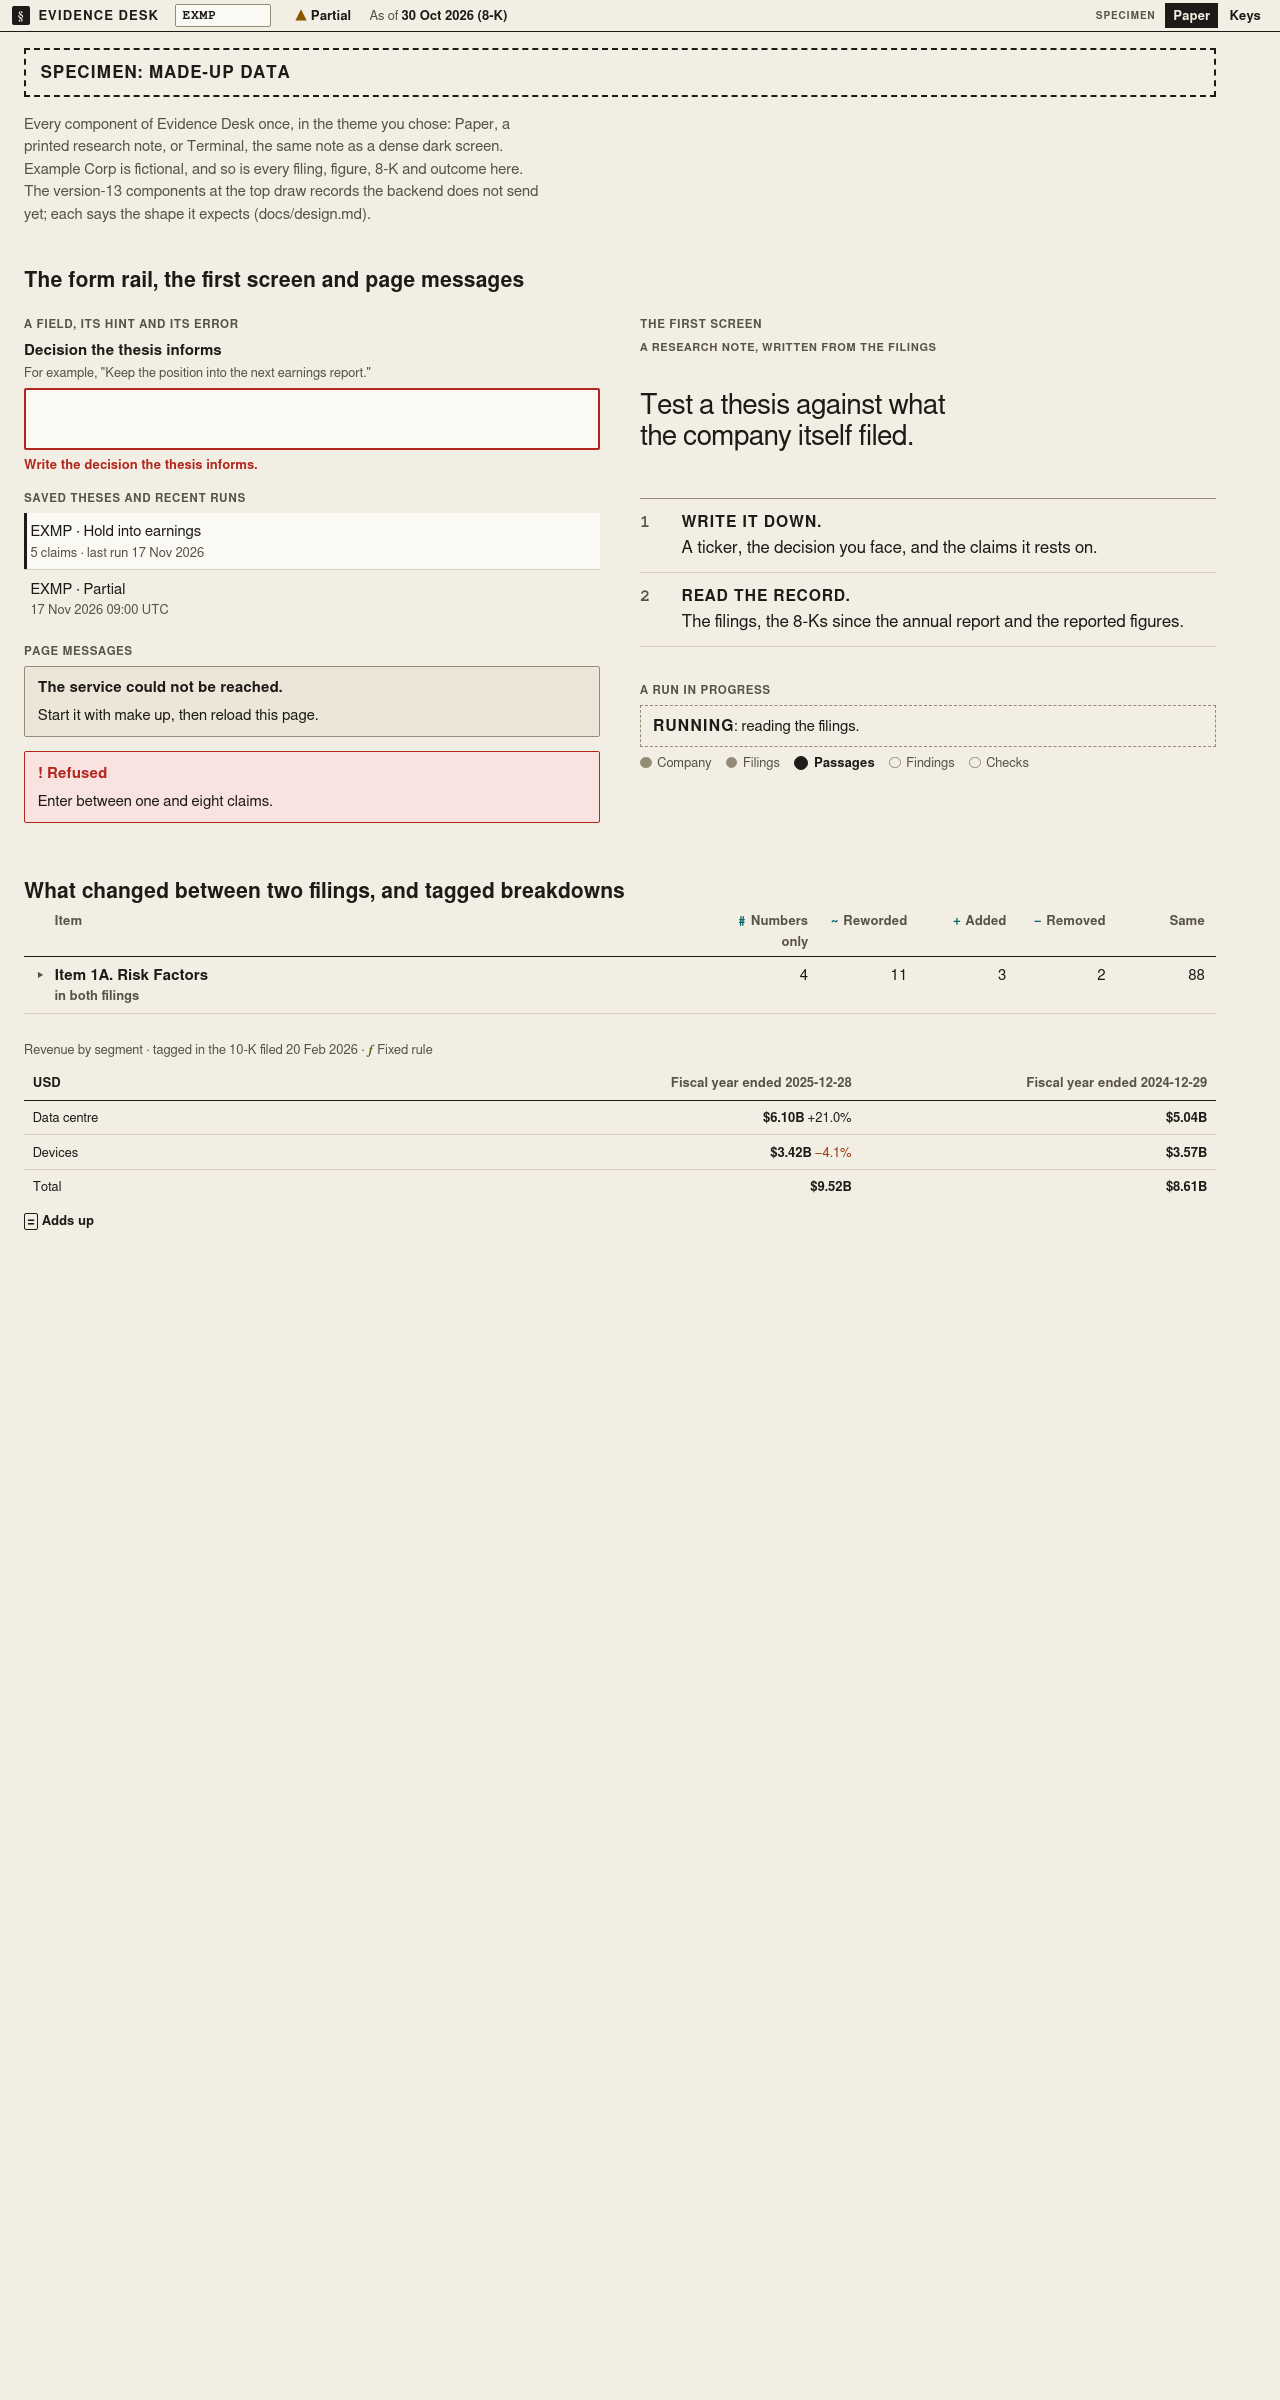 § EVIDENCE DESK EXMP ▲ Partial As of 30 Oct 2026 (8-K) SPECIMEN Paper Keys
SPECIMEN: MADE-UP DATA
Every component of Evidence Desk once, in the theme you chose: Paper, a
printed research note, or Terminal, the same note as a dense dark screen.
Example Corp is fictional, and so is every filing, figure, 8-K and outcome here.
The version-13 components at the top draw records the backend does not send
yet; each says the shape it expects (docs/design.md).
The form rail, the first screen and page messages
A FIELD, ITS HINT AND ITS ERROR
Decision the thesis informs
For example, "Keep the position into the next earnings report."
Write the decision the thesis informs.
SAVED THESES AND RECENT RUNS
EXMP · Hold into earnings
5 claims · last run 17 Nov 2026
EXMP · Partial
17 Nov 2026 09:00 UTC
PAGE MESSAGES
The service could not be reached.
Start it with make up, then reload this page.
! Refused
Enter between one and eight claims.
THE FIRST SCREEN
A RESEARCH NOTE, WRITTEN FROM THE FILINGS
Test a thesis against what
the company itself filed.
1 WRITE IT DOWN.
A ticker, the decision you face, and the claims it rests on.
2 READ THE RECORD.
The filings, the 8-Ks since the annual report and the reported figures.
A RUN IN PROGRESS
RUNNING: reading the filings.
Company Filings Passages Findings Checks
What changed between two filings, and tagged breakdowns
Item # Numbers only ~ Reworded + Added − Removed Same
Item 1A. Risk Factors 4 11 3 2 88
in both filings
Revenue by segment · tagged in the 10-K filed 20 Feb 2026 · ƒ Fixed rule
USD Fiscal year ended 2025-12-28 Fiscal year ended 2024-12-29
Data centre $6.10B +21.0% $5.04B
Devices $3.42B −4.1% $3.57B
Total $9.52B $8.61B
= Adds up